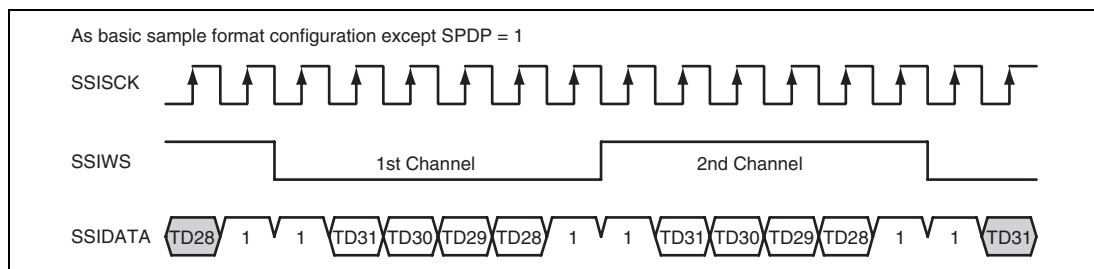 As basic sample format configuration except SPDP = 1
SSISCK
SSIWS 1st Channel 2nd Channel
SSIDATA TD28 1 1 TD31 TD30 TD29 TD28 1 1 TD31 TD30 TD29 TD28 1 1 TD31